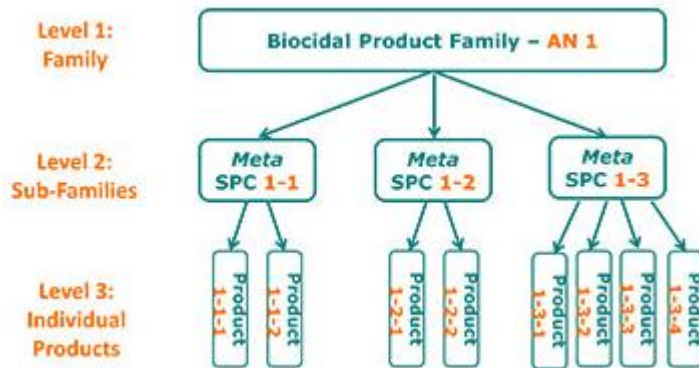 Level 1:
Family
Biocidal Product Family – AN 1
Level 2:
Sub-Families
Meta
SPC 1-1
Meta
SPC 1-2
Meta
SPC 1-3
Level 3:
Individual
Products
Product
1-1-1
Product
1-1-2
Product
1-2-1
Product
1-2-2
Product
1-3-1
Product
1-3-2
Product
1-3-3
Product
1-3-4